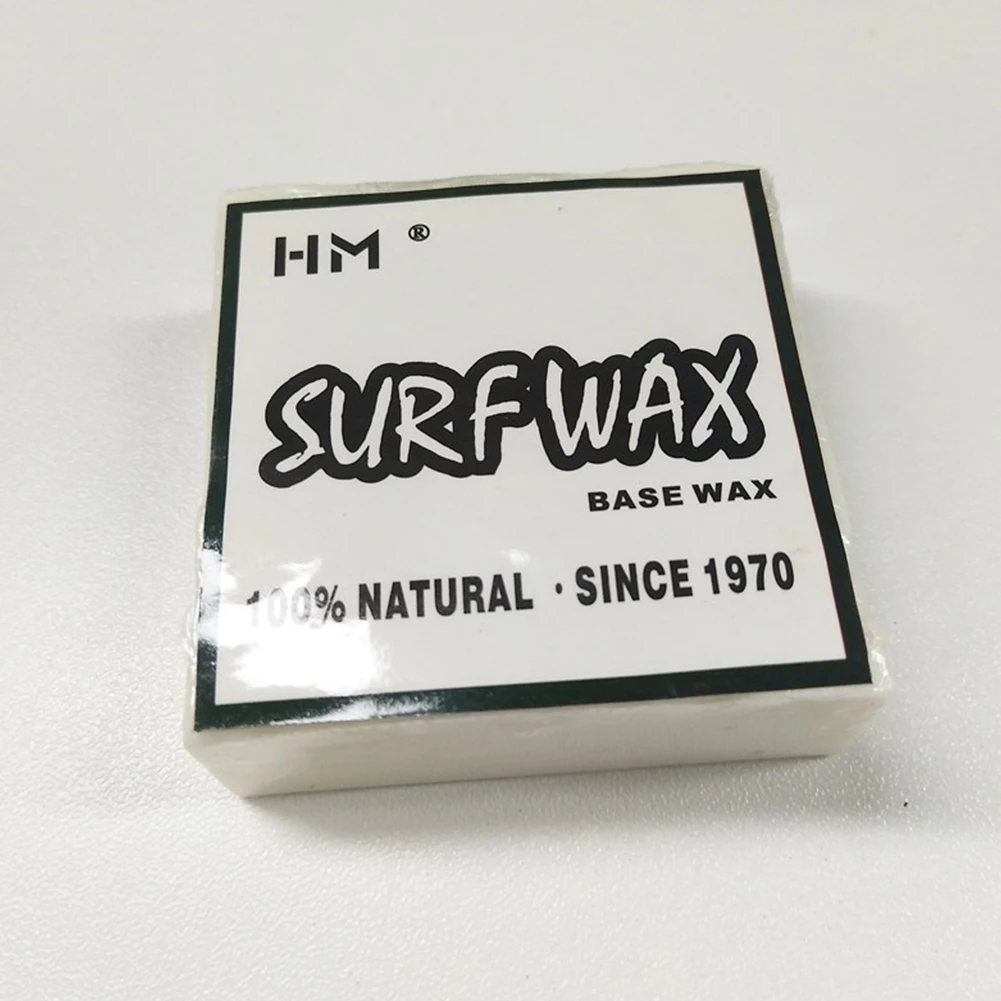 HM ®
SURF WAX
BASE WAX
100% NATURAL · SINCE 1970